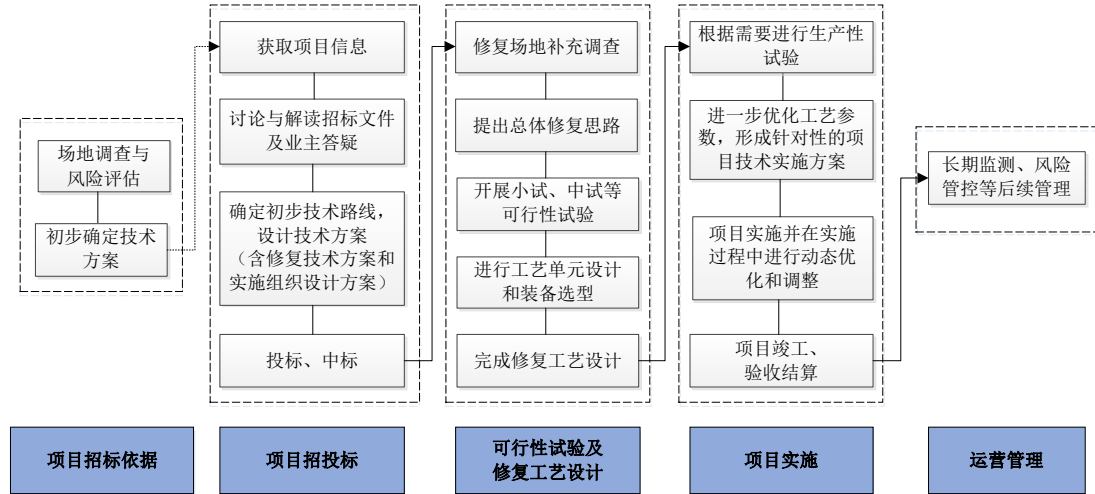 场地调查与
风险评估
初步确定技术
方案
获取项目信息
讨论与解读招标文件
及业主答疑
确定初步技术路线，
设计技术方案
（含修复技术方案和
实施组织设计方案）
投标、中标
修复场地补充调查
提出总体修复思路
开展小试、中试等
可行性试验
进行工艺单元设计
和装备选型
完成修复工艺设计
根据需要进行生产性
试验
进一步优化工艺参
数，形成针对性的项
目技术实施方案
项目实施并在实施
过程中进行动态优
化和调整
项目竣工、
验收结算
长期监测、风险
管控等后续管理
项目招标依据
项目招投标
可行性试验及
修复工艺设计
项目实施
运营管理